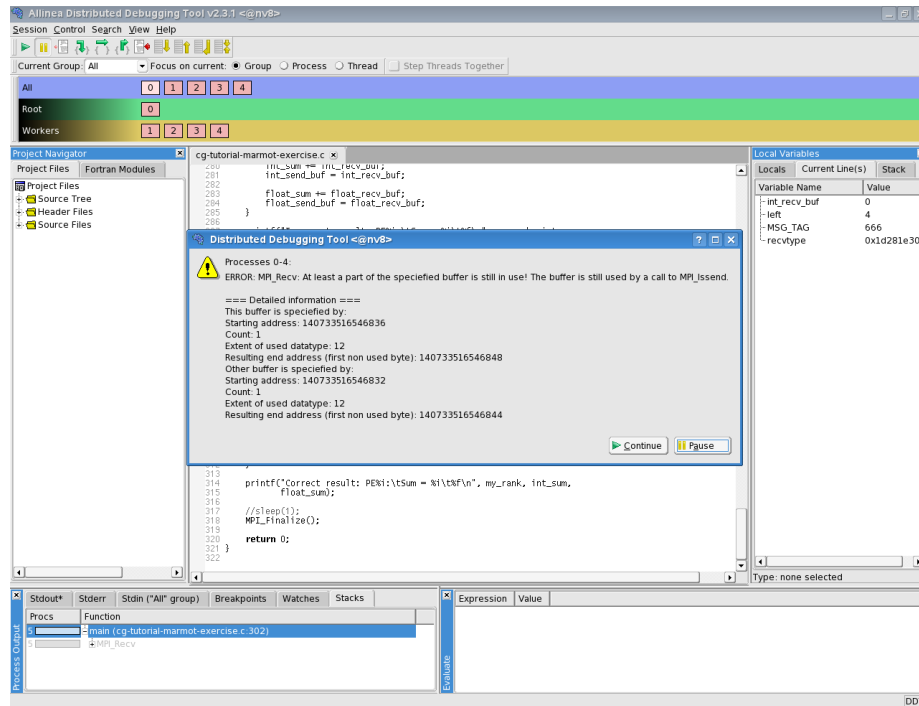 Allinea Distributed Debugging Tool v2.3.1 <@nv8>
Session Control Search View Help
Current Group: All Focus on current: Group Process Thread Step Threads Together
All 0 1 2 3 4
Root 0
Workers 1 2 3 4
Project Navigator
Project Files Fortran Modules
Project Files
Source Tree
Header Files
Source Files
cg-tutorial-marmot-exercise.c
280 int_sum += int_recv_buf;
281 int_send_buf = int_recv_buf;
282
283 float_sum += float_recv_buf;
284 float_send_buf = float_recv_buf;
285 }
286
Local Variables
Locals Current Line(s) Stack
Variable Name Value
int_recv_buf 0
left 4
MSG_TAG 666
recvtype 0x1d281e30
Type: none selected
Distributed Debugging Tool <@nv8>
Processes 0-4:
ERROR: MPI_Recv: At least a part of the speciefied buffer is still in use! The buffer is still used by a call to MPI_Issend.
=== Detailed information ===
This buffer is speciefied by:
Starting address: 140733516546836
Count: 1
Extent of used datatype: 12
Resulting end address (first non used byte): 140733516546848
Other buffer is speciefied by:
Starting address: 140733516546832
Count: 1
Extent of used datatype: 12
Resulting end address (first non used byte): 140733516546844
Continue Pause
313
314 printf("Correct result: PE%i:\tSum = %i\t%f\n", my_rank, int_sum,
315 float_sum);
316
317 //sleep(1);
318 MPI_Finalize();
319
320 return 0;
321 }
322
Process Output
Stdout* Stderr Stdin ("All" group) Breakpoints Watches Stacks
Procs Function
5 main (cg-tutorial-marmot-exercise.c:302)
5 MPI_Recv
Evaluate
Expression Value
DD